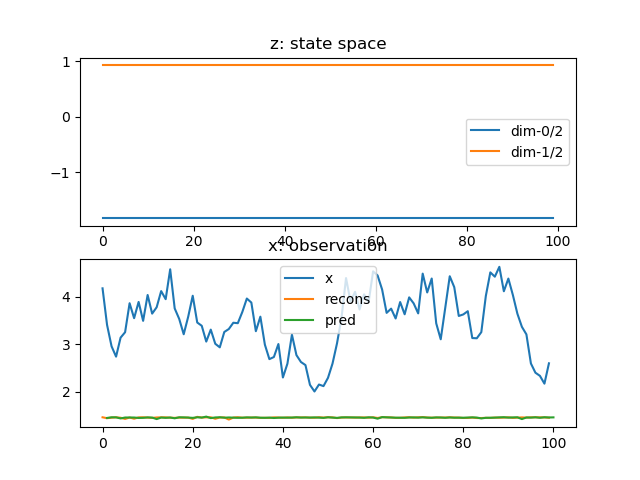 z: state space
1
0
−1
dim-0/2
dim-1/2
0 20 40 60 80 100
x: observation
4
3
2
x
recons
pred
0 20 40 60 80 100